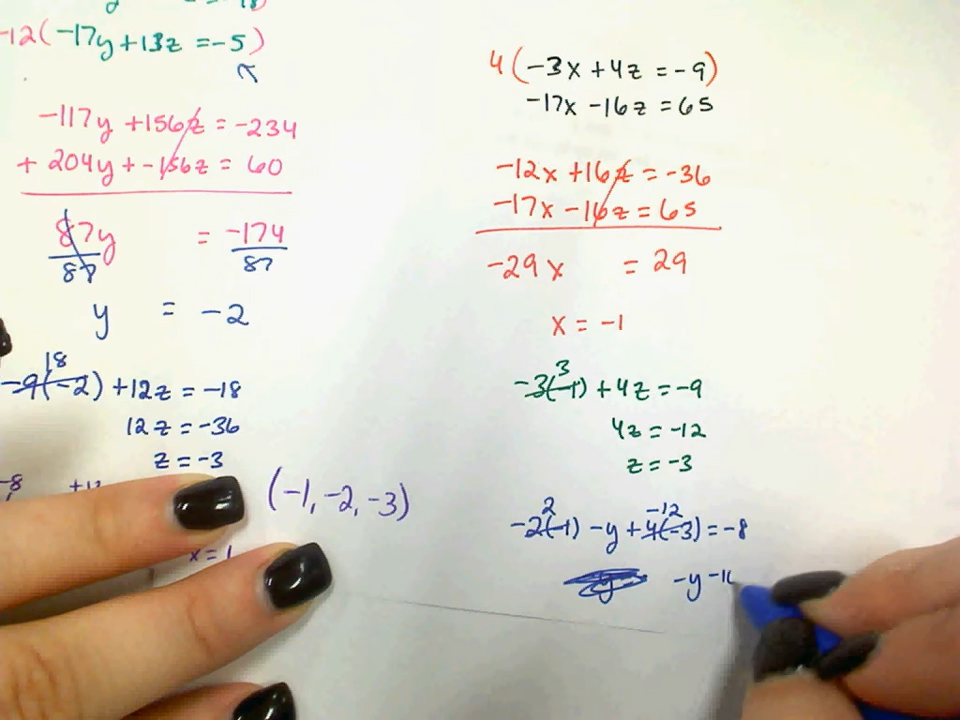 -12(-17y+13z=-5)
-117y+156z=-234
+ 204y+-156z=60
87y = -174
87 87
y = -2
18
-9(-2)+12z=-18
12z=-36
z=-3
-8
(-1,-2,-3)
4(-3x+4z=-9)
-17x-16z=65
-12x+16z=-36
-17x-16z=65
-29x =29
x=-1
3
-3(-1)+4z=-9
4z=-12
z=-3
2 -12
-2(-1)-y+4(-3)=-8
-y-10